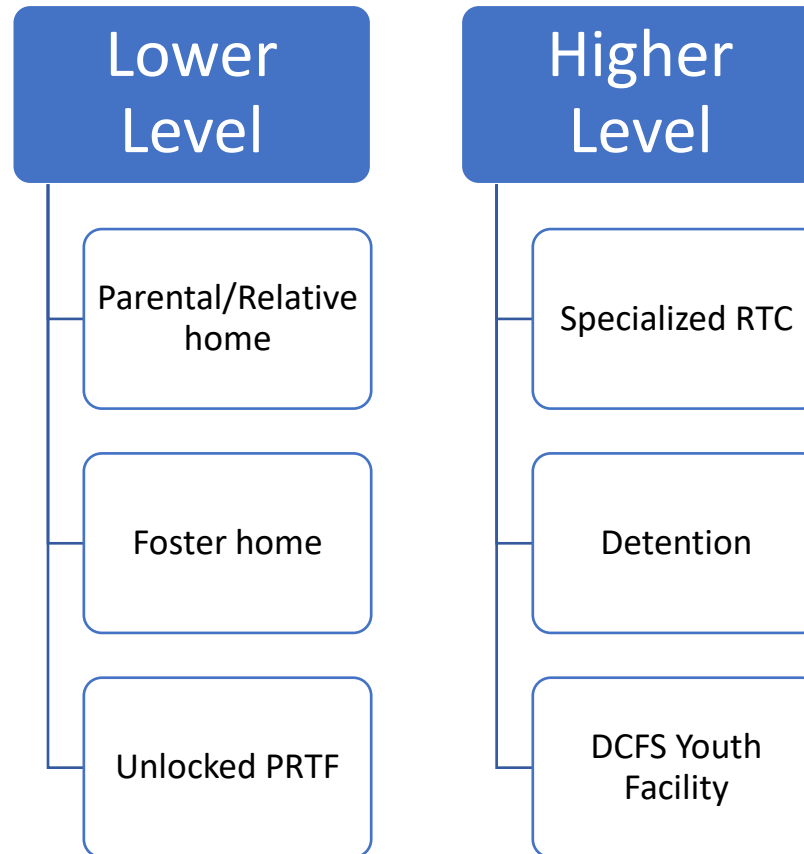 Lower
Level
Parental/Relative
home
Foster home
Unlocked PRTF
Higher
Level
Specialized RTC
Detention
DCFS Youth
Facility